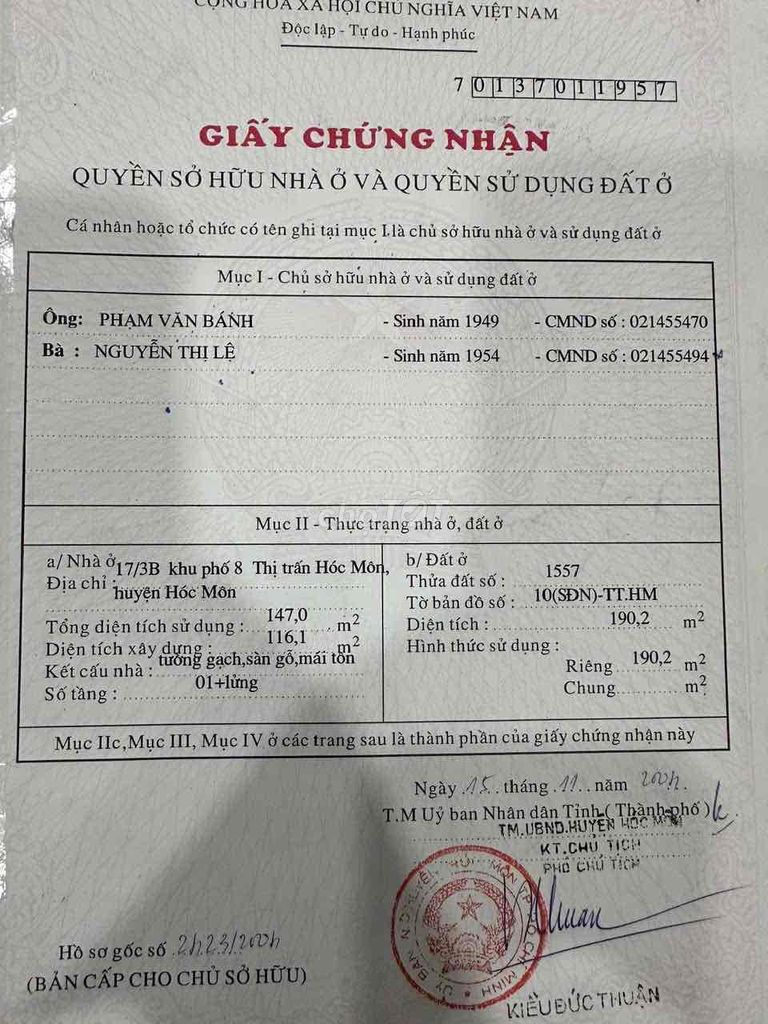 CỘNG HÒA XÃ HỘI CHỦ NGHĨA VIỆT NAM
Độc lập - Tự do - Hạnh phúc
7 0 1 3 7 0 1 1 9 5 7
GIẤY CHỨNG NHẬN
QUYỀN SỞ HỮU NHÀ Ở VÀ QUYỀN SỬ DỤNG ĐẤT Ở
Cá nhân hoặc tổ chức có tên ghi tại mục I là chủ sở hữu nhà ở và sử dụng đất ở
Mục I - Chủ sở hữu nhà ở và sử dụng đất ở
Ông: PHẠM VĂN BÁNH - Sinh năm 1949 - CMND số : 021455470
Bà : NGUYỄN THỊ LỆ - Sinh năm 1954 - CMND số : 021455494
Mục II - Thực trạng nhà ở, đất ở
a/ Nhà ở
Địa chỉ : 17/3B khu phố 8 Thị trấn Hóc Môn,
huyện Hóc Môn
Tổng diện tích sử dụng : 147,0 m2
Diện tích xây dựng : 116,1 m2
Kết cấu nhà : tường gạch,sàn gỗ,mái tôn
Số tầng : 01+lửng
b/ Đất ở
Thửa đất số : 1557
Tờ bản đồ số : 10(SĐN)-TT.HM
Diện tích : 190,2 m2
Hình thức sử dụng :
Riêng 190,2 m2
Chung m2
Mục IIc,Mục III, Mục IV ở các trang sau là thành phần của giấy chứng nhận này
Ngày 15 tháng 11 năm 2004
T.M Uỷ ban Nhân dân Tỉnh ( Thành phố )
TM.UBND.HUYỆN HÓC MÔN
KT.CHỦ TỊCH
PHÓ CHỦ TỊCH
Hồ sơ gốc số 2423/2004
(BẢN CẤP CHO CHỦ SỞ HỮU)
KIỀU ĐỨC THUẬN